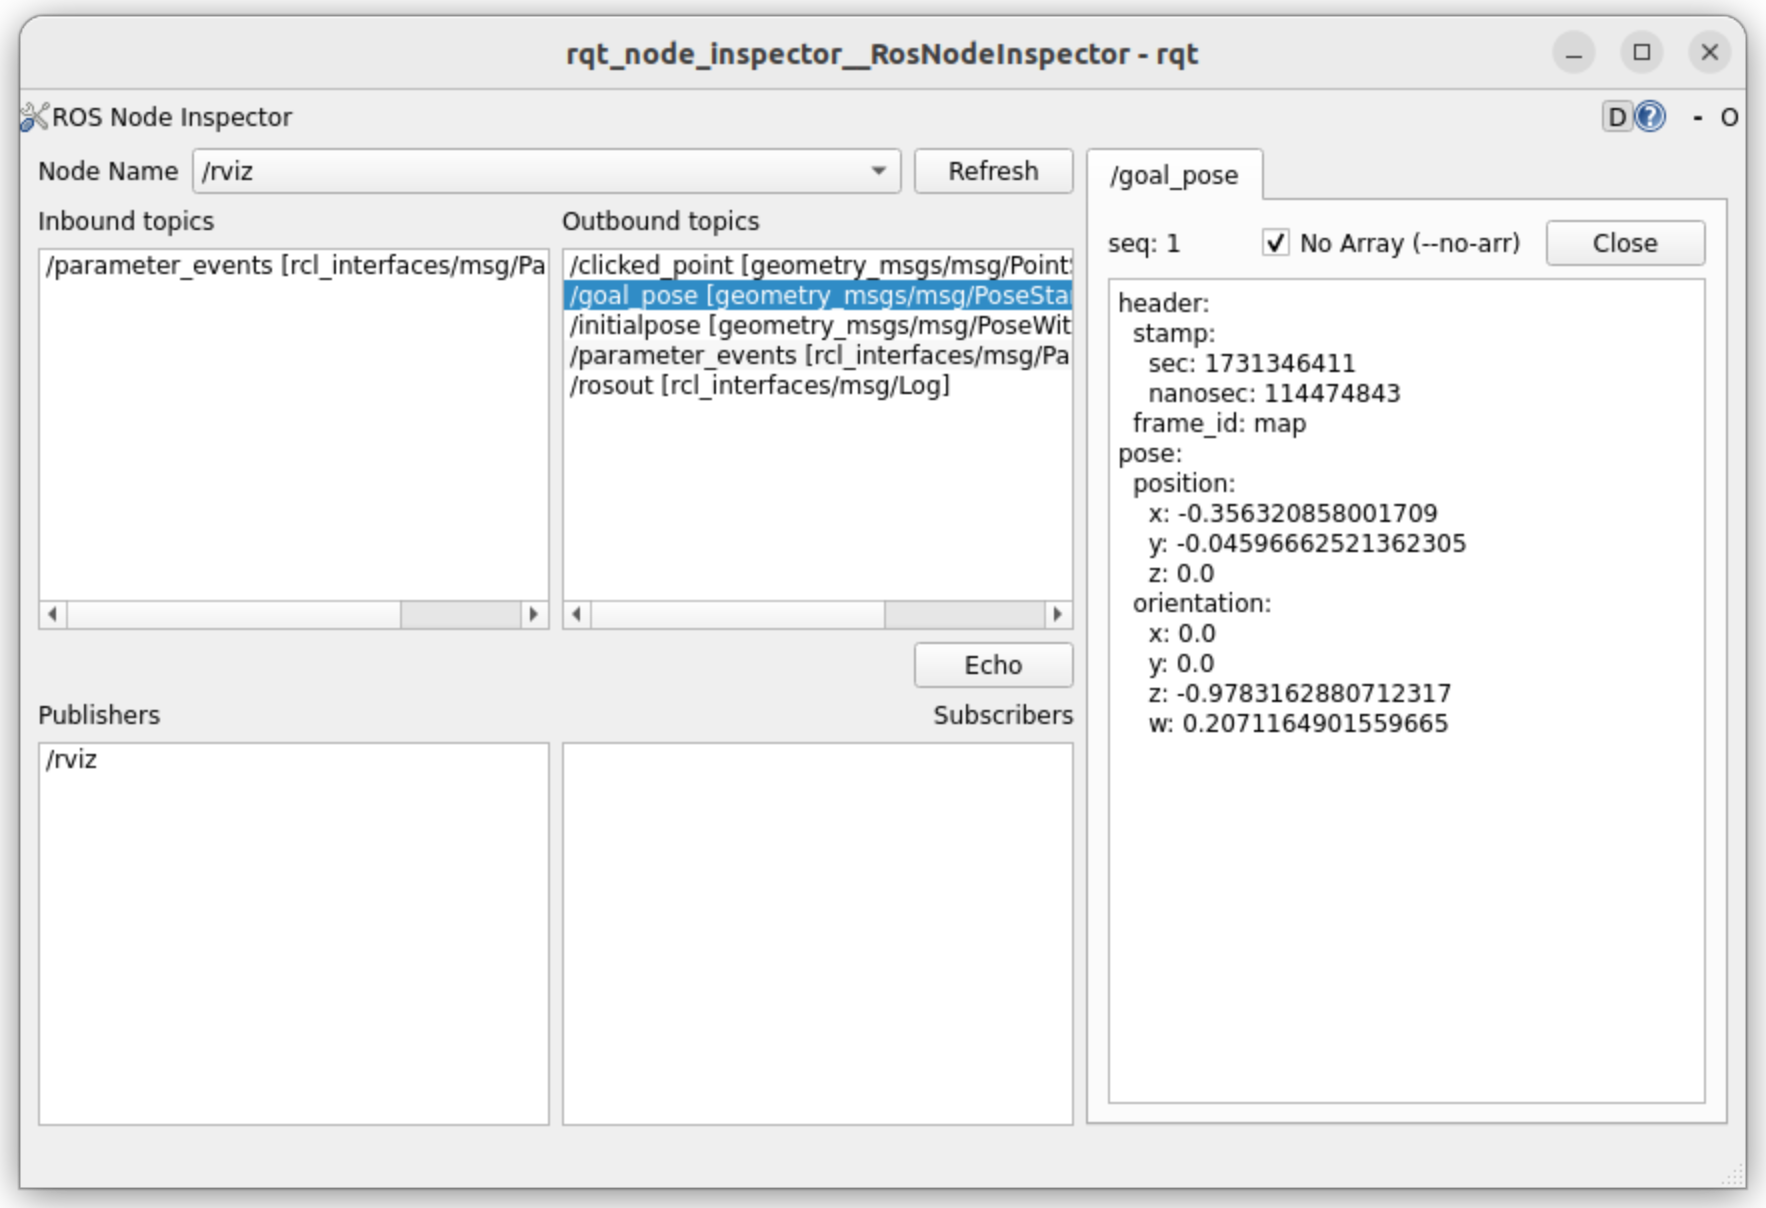 rqt_node_inspector__RosNodeInspector - rqt
ROS Node Inspector
D ? - O
Node Name /rviz Refresh
Inbound topics
/parameter_events [rcl_interfaces/msg/Pa
Outbound topics
/clicked_point [geometry_msgs/msg/Point
/goal_pose [geometry_msgs/msg/PoseSta
/initialpose [geometry_msgs/msg/PoseWit
/parameter_events [rcl_interfaces/msg/Pa
/rosout [rcl_interfaces/msg/Log]
Echo
Publishers
/rviz
Subscribers
/goal_pose
seq: 1 No Array (--no-arr) Close
header:
stamp:
sec: 1731346411
nanosec: 114474843
frame_id: map
pose:
position:
x: -0.356320858001709
y: -0.04596662521362305
z: 0.0
orientation:
x: 0.0
y: 0.0
z: -0.9783162880712317
w: 0.2071164901559665